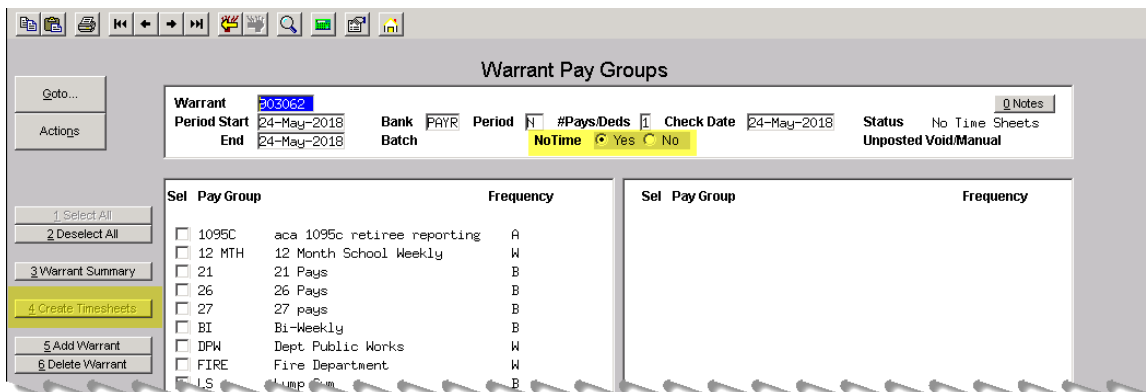 Warrant Pay Groups
Goto...
Actions
Warrant 903062 0 Notes
Period Start 24-May-2018 Bank PAYR Period N #Pays/Deds 1 Check Date 24-May-2018 Status No Time Sheets
End 24-May-2018 Batch NoTime Yes No Unposted Void/Manual
Sel Pay Group Frequency Sel Pay Group Frequency
1 Select All
2 Deselect All
3 Warrant Summary
4 Create Timesheets
5 Add Warrant
6 Delete Warrant
1095C aca 1095c retiree reporting A
12 MTH 12 Month School Weekly W
21 21 Pays B
26 26 Pays B
27 27 pays B
BI Bi-Weekly B
DPW Dept Public Works W
FIRE Fire Department W
LS Lump Sum B